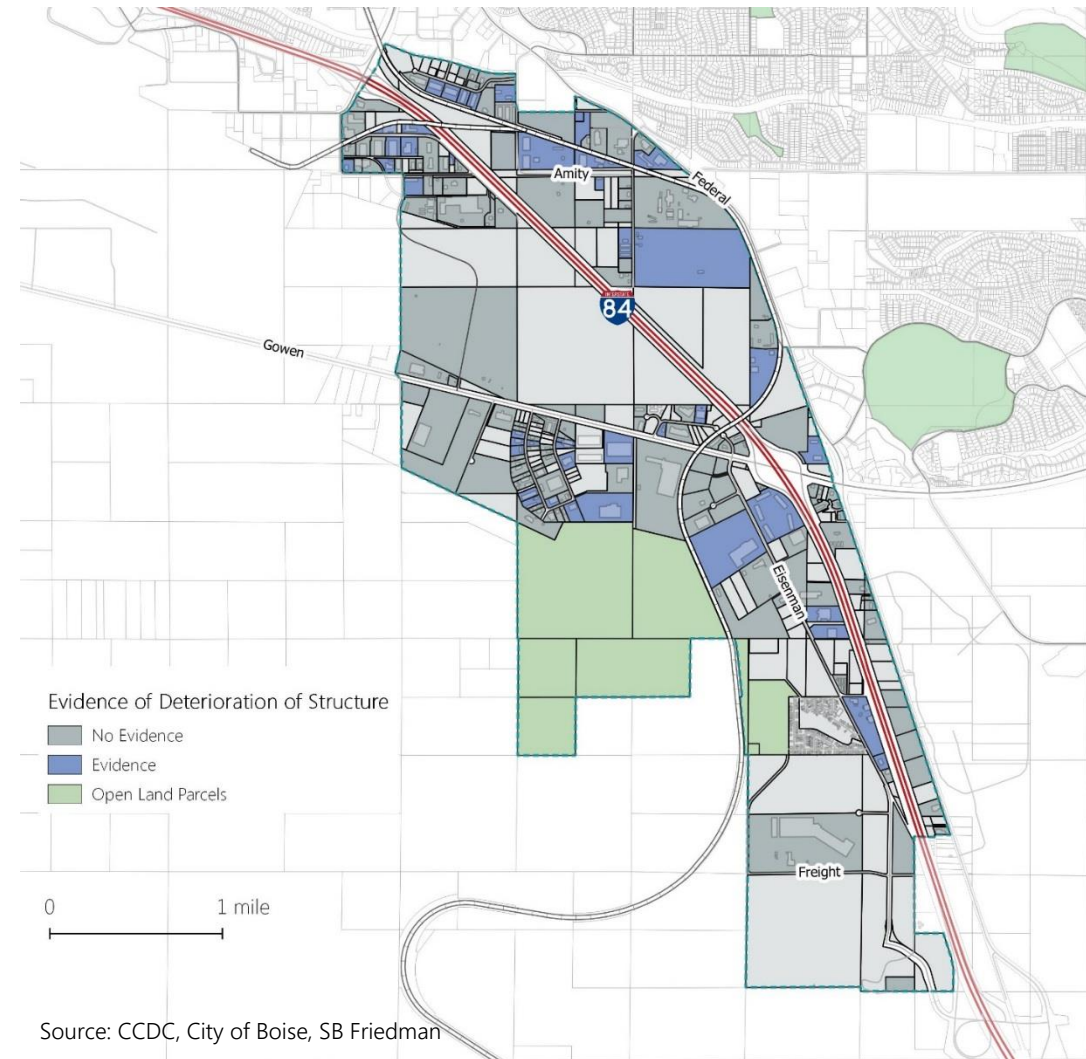 Amity
Federal
84
Gowen
Eisenman
Evidence of Deterioration of Structure
No Evidence
Evidence
Open Land Parcels
Freight
0
1 mile
Source: CCDC, City of Boise, SB Friedman